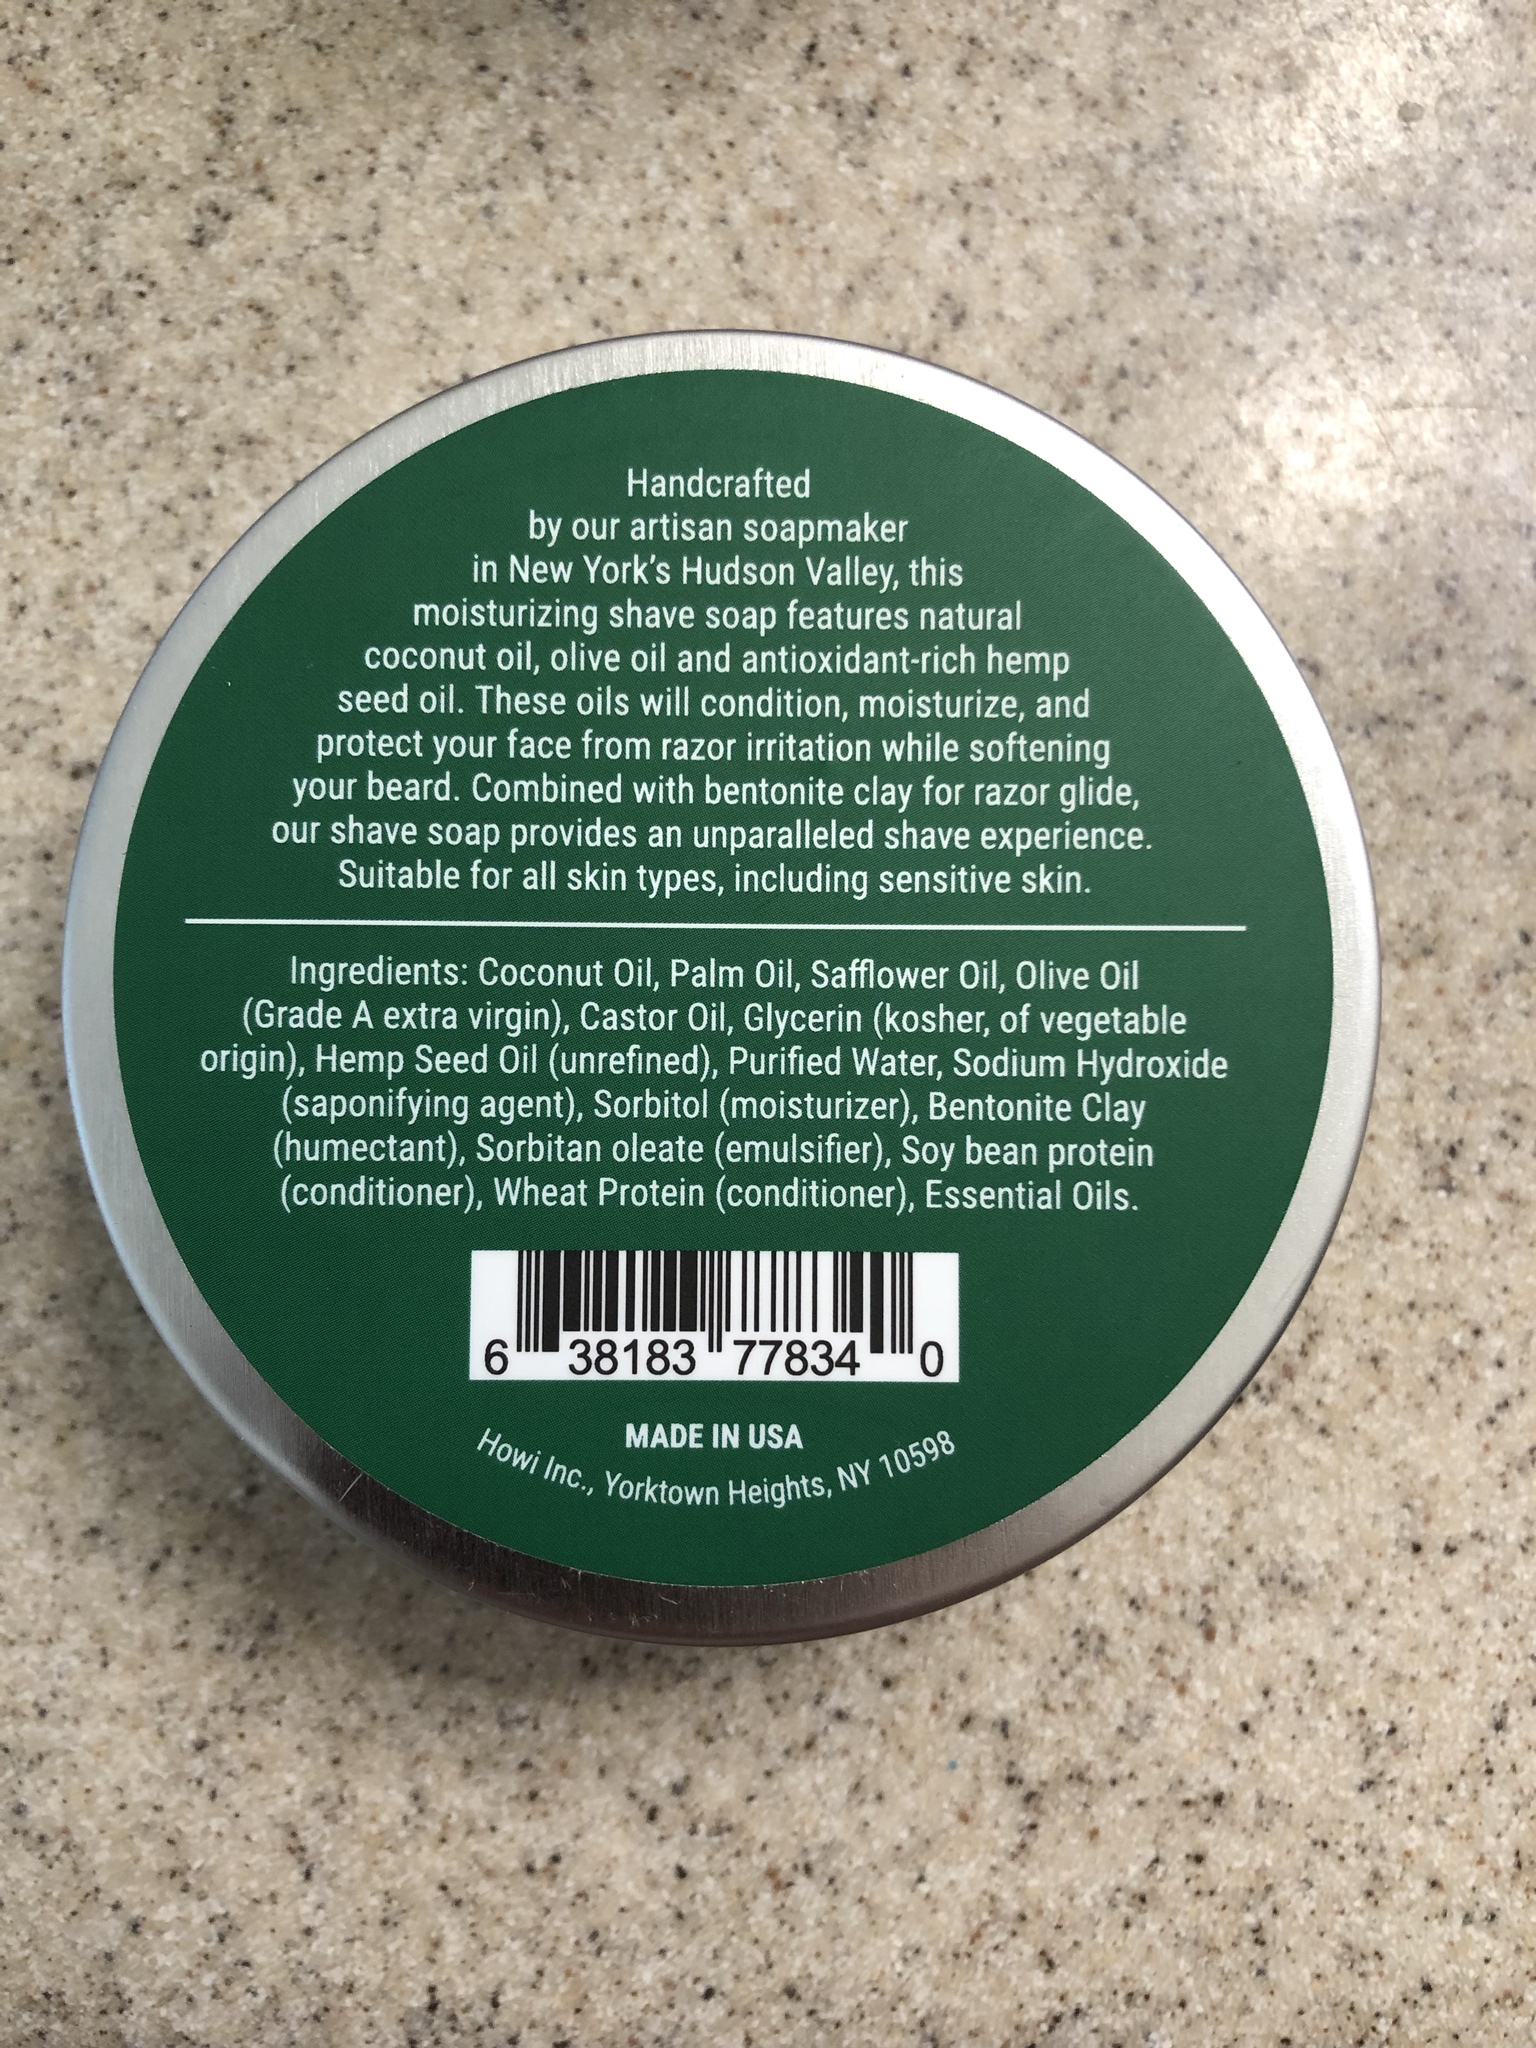 Handcrafted
by our artisan soapmaker
in New York's Hudson Valley, this
moisturizing shave soap features natural
coconut oil, olive oil and antioxidant-rich hemp
seed oil. These oils will condition, moisturize, and
protect your face from razor irritation while softening
your beard. Combined with bentonite clay for razor glide,
our shave soap provides an unparalleled shave experience.
Suitable for all skin types, including sensitive skin.
Ingredients: Coconut Oil, Palm Oil, Safflower Oil, Olive Oil
(Grade A extra virgin), Castor Oil, Glycerin (kosher, of vegetable
origin), Hemp Seed Oil (unrefined), Purified Water, Sodium Hydroxide
(saponifying agent), Sorbitol (moisturizer), Bentonite Clay
(humectant), Sorbitan oleate (emulsifier), Soy bean protein
(conditioner), Wheat Protein (conditioner), Essential Oils.
6 38183 77834 0
MADE IN USA
Howi Inc., Yorktown Heights, NY 10598